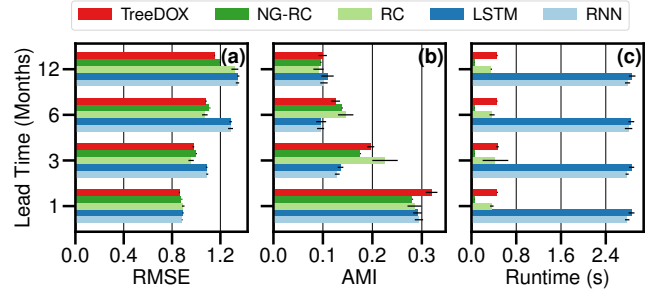 TreeDOX NG-RC RC LSTM RNN
Lead Time (Months)
12
6
3
1
(a)
0.0 0.4 0.8 1.2
RMSE
(b)
0.0 0.1 0.2 0.3
AMI
(c)
0.0 0.8 1.6 2.4
Runtime (s)